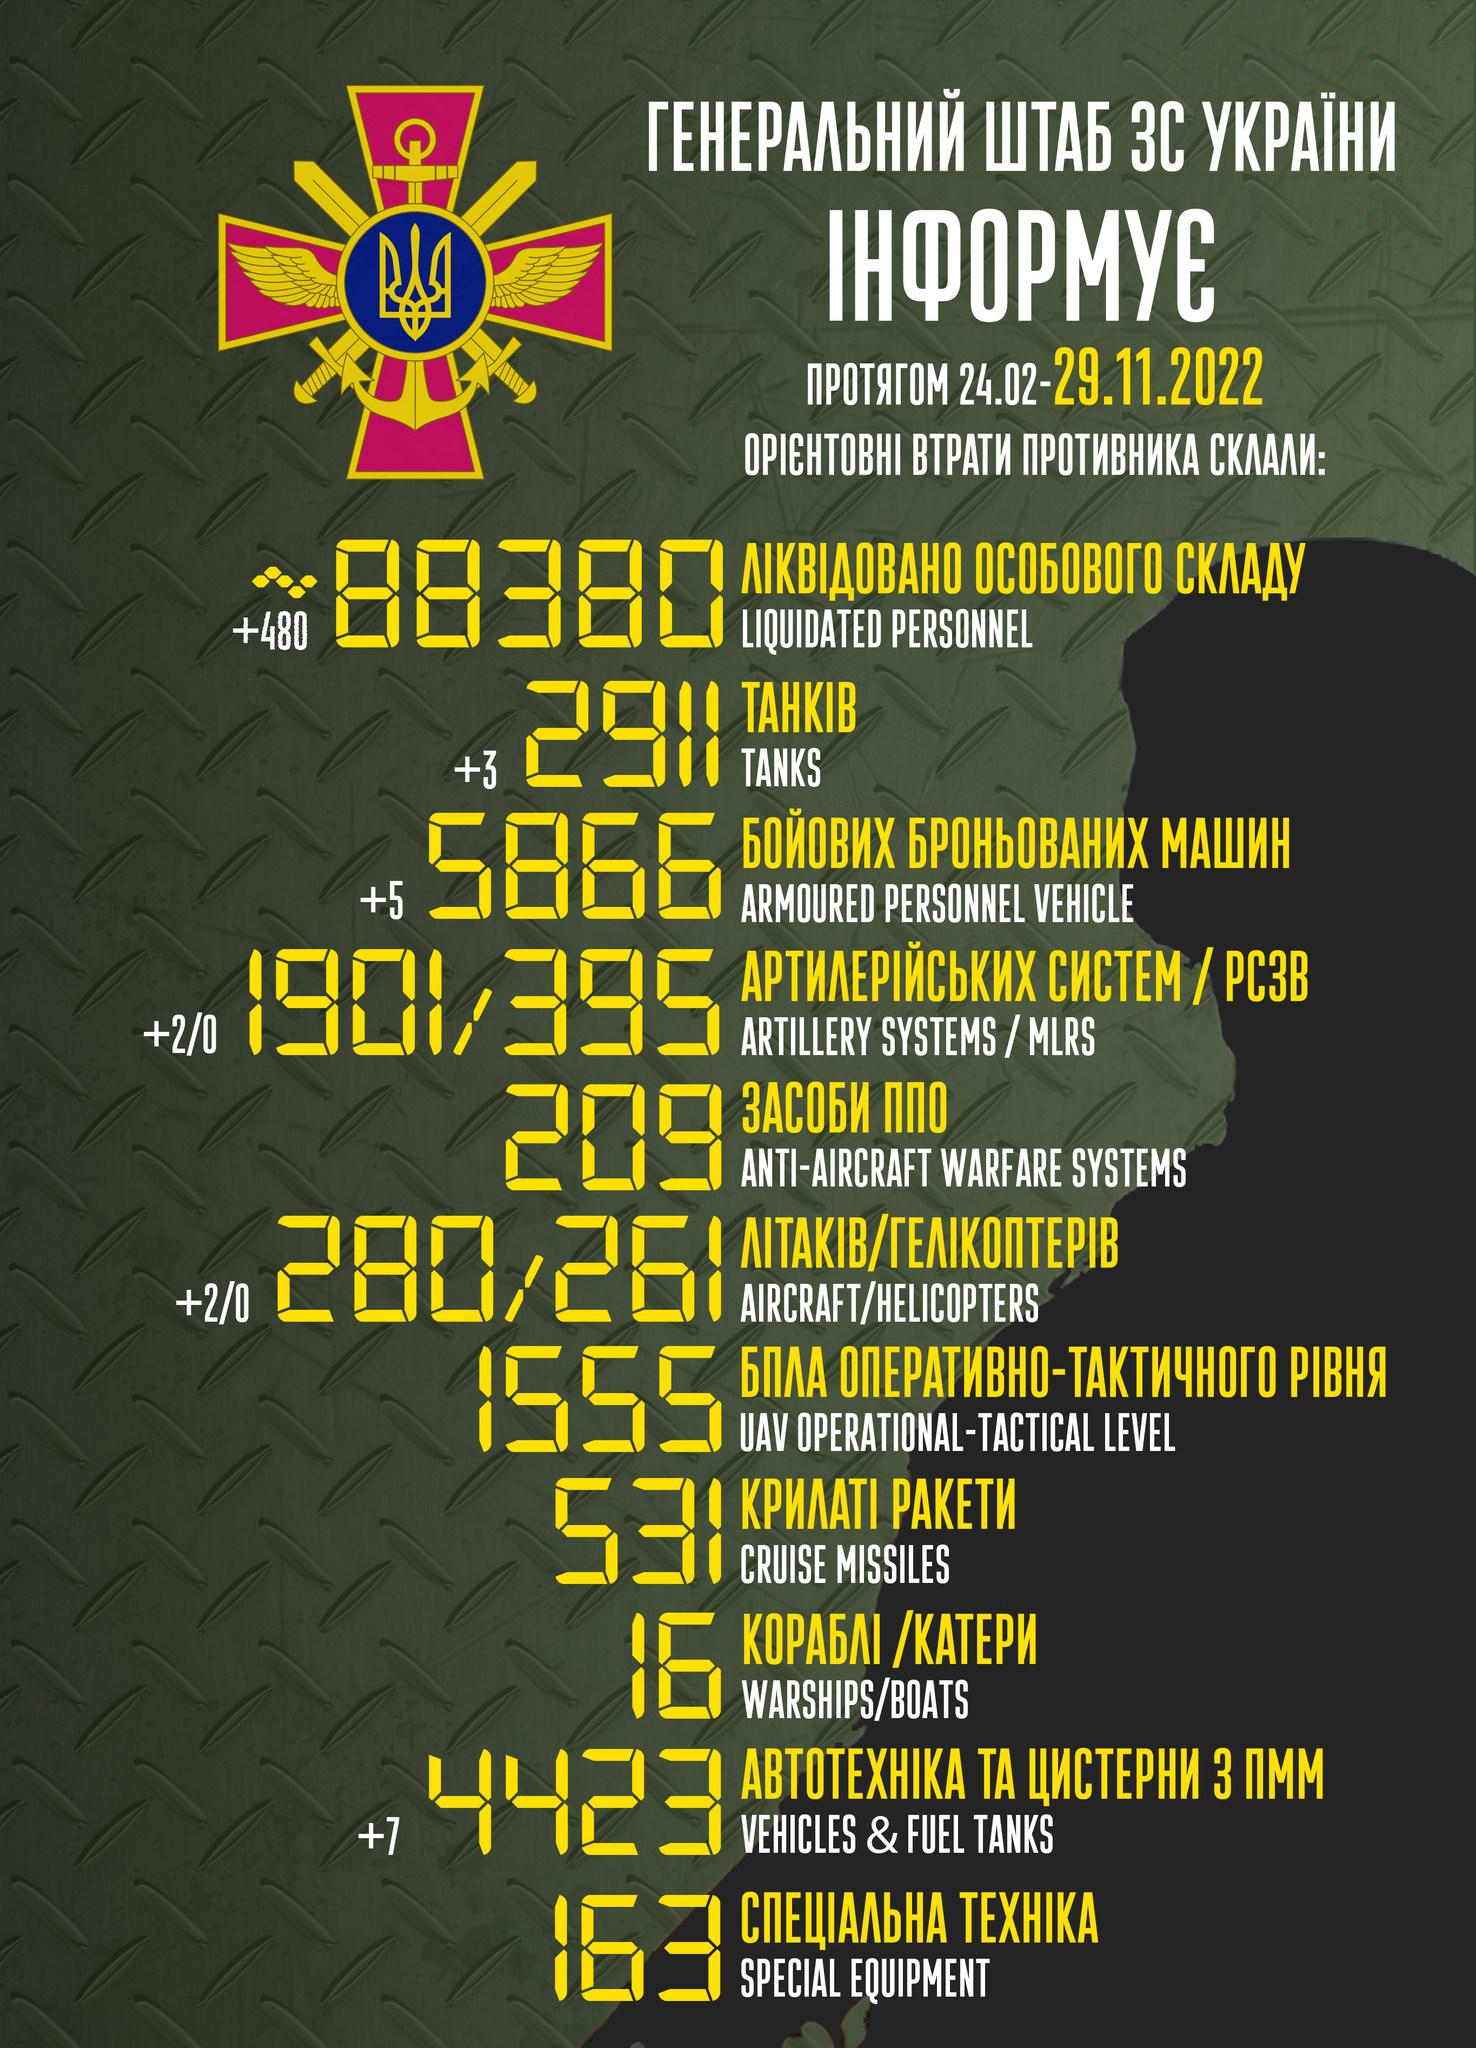 ГЕНЕРАЛЬНИЙ ШТАБ ЗС УКРАЇНИ
ІНФОРМУЄ
ПРОТЯГОМ 24.02-29.11.2022
ОРІЄНТОВНІ ВТРАТИ ПРОТИВНИКА СКЛАЛИ:
~88380 ЛІКВІДОВАНО ОСОБОВОГО СКЛАДУ
+480 LIQUIDATED PERSONNEL
2911 ТАНКІВ
+3 TANKS
5866 БОЙОВИХ БРОНЬОВАНИХ МАШИН
+5 ARMOURED PERSONNEL VEHICLE
1901/395 АРТИЛЕРІЙСЬКИХ СИСТЕМ / РСЗВ
+2/0 ARTILLERY SYSTEMS / MLRS
209 ЗАСОБИ ППО
ANTI-AIRCRAFT WARFARE SYSTEMS
280/261 ЛІТАКІВ/ГЕЛІКОПТЕРІВ
+2/0 AIRCRAFT/HELICOPTERS
1555 БПЛА ОПЕРАТИВНО-ТАКТИЧНОГО РІВНЯ
UAV OPERATIONAL-TACTICAL LEVEL
531 КРИЛАТІ РАКЕТИ
CRUISE MISSILES
16 КОРАБЛІ /КАТЕРИ
WARSHIPS/BOATS
4423 АВТОТЕХНІКА ТА ЦИСТЕРНИ З ПММ
+7 VEHICLES & FUEL TANKS
163 СПЕЦІАЛЬНА ТЕХНІКА
SPECIAL EQUIPMENT